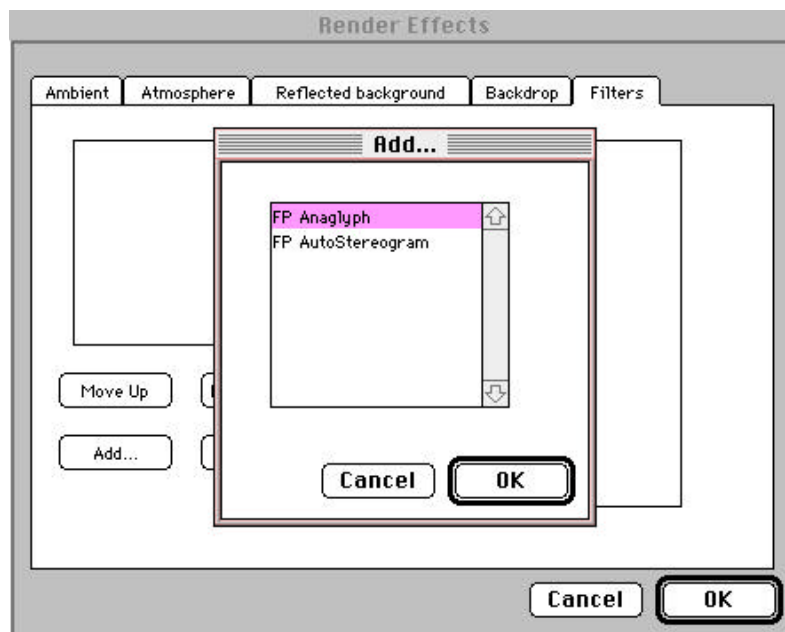 Render Effects
Ambient Atmosphere Reflected background Backdrop Filters
Add...
FP Anaglyph
FP AutoStereogram
Move Up
Add...
Cancel OK
Cancel OK